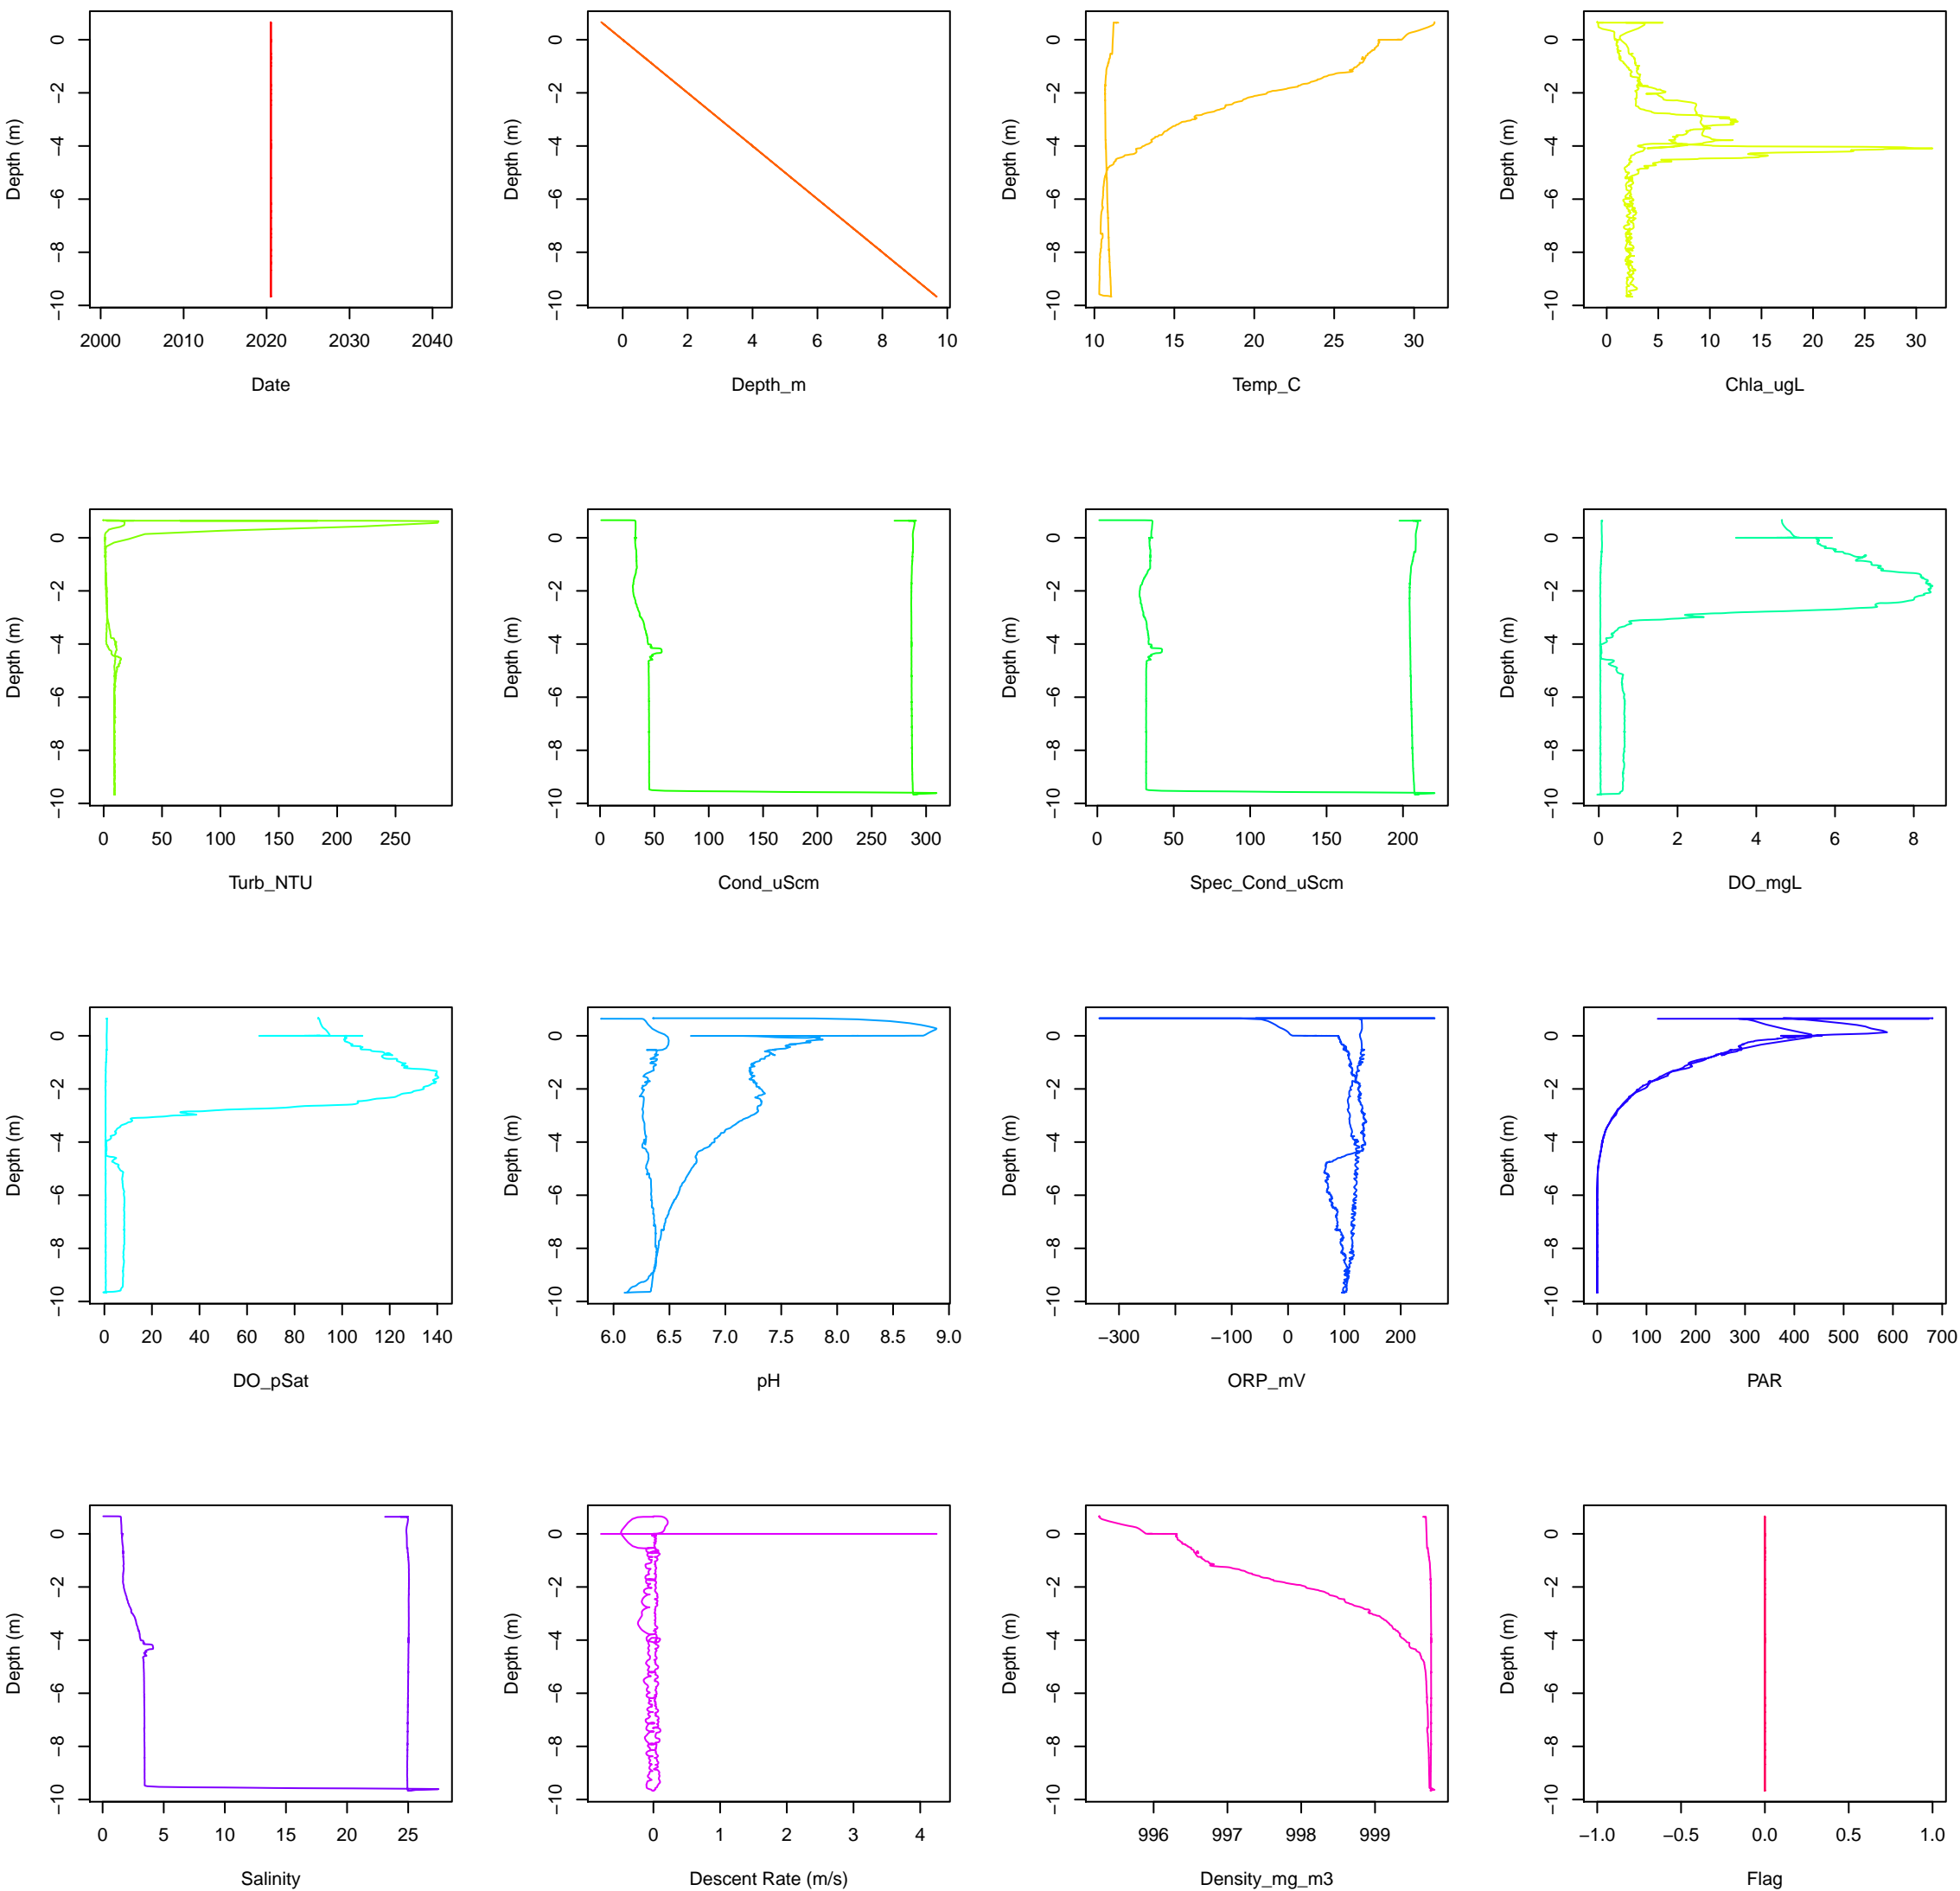 Depth (m)
0
−2
−4
−6
−8
−10
2000 2010 2020 2030 2040
Date
Depth (m)
0
−2
−4
−6
−8
−10
0 2 4 6 8 10
Depth_m
Depth (m)
0
−2
−4
−6
−8
−10
10 15 20 25 30
Temp_C
Depth (m)
0
−2
−4
−6
−8
−10
0 5 10 15 20 25 30
Chla_ugL
Depth (m)
0
−2
−4
−6
−8
−10
0 50 100 150 200 250
Turb_NTU
Depth (m)
0
−2
−4
−6
−8
−10
0 50 100 150 200 250 300
Cond_uScm
Depth (m)
0
−2
−4
−6
−8
−10
0 50 100 150 200
Spec_Cond_uScm
Depth (m)
0
−2
−4
−6
−8
−10
0 2 4 6 8
DO_mgL
Depth (m)
0
−2
−4
−6
−8
−10
0 20 40 60 80 100 120 140
DO_pSat
Depth (m)
0
−2
−4
−6
−8
−10
6.0 6.5 7.0 7.5 8.0 8.5 9.0
pH
Depth (m)
0
−2
−4
−6
−8
−10
−300 −100 0 100 200
ORP_mV
Depth (m)
0
−2
−4
−6
−8
−10
0 100 200 300 400 500 600 700
PAR
Depth (m)
0
−2
−4
−6
−8
−10
0 5 10 15 20 25
Salinity
Depth (m)
0
−2
−4
−6
−8
−10
0 1 2 3 4
Descent Rate (m/s)
Depth (m)
0
−2
−4
−6
−8
−10
996 997 998 999
Density_mg_m3
Depth (m)
0
−2
−4
−6
−8
−10
−1.0 −0.5 0.0 0.5 1.0
Flag